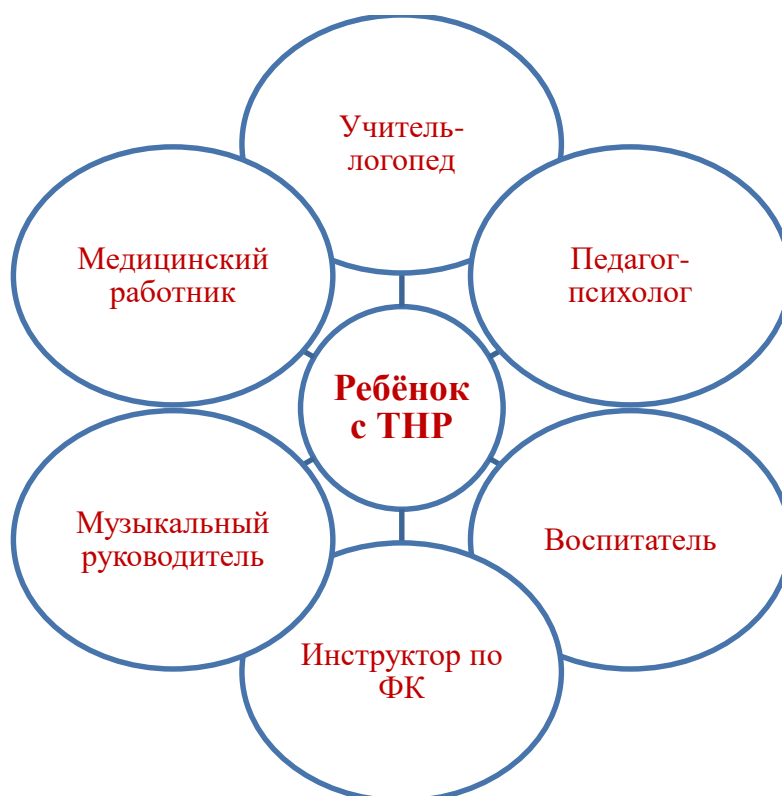 Учитель-
логопед
Педагог-
психолог
Воспитатель
Инструктор по
ФК
Музыкальный
руководитель
Медицинский
работник
Ребёнок
с ТНР